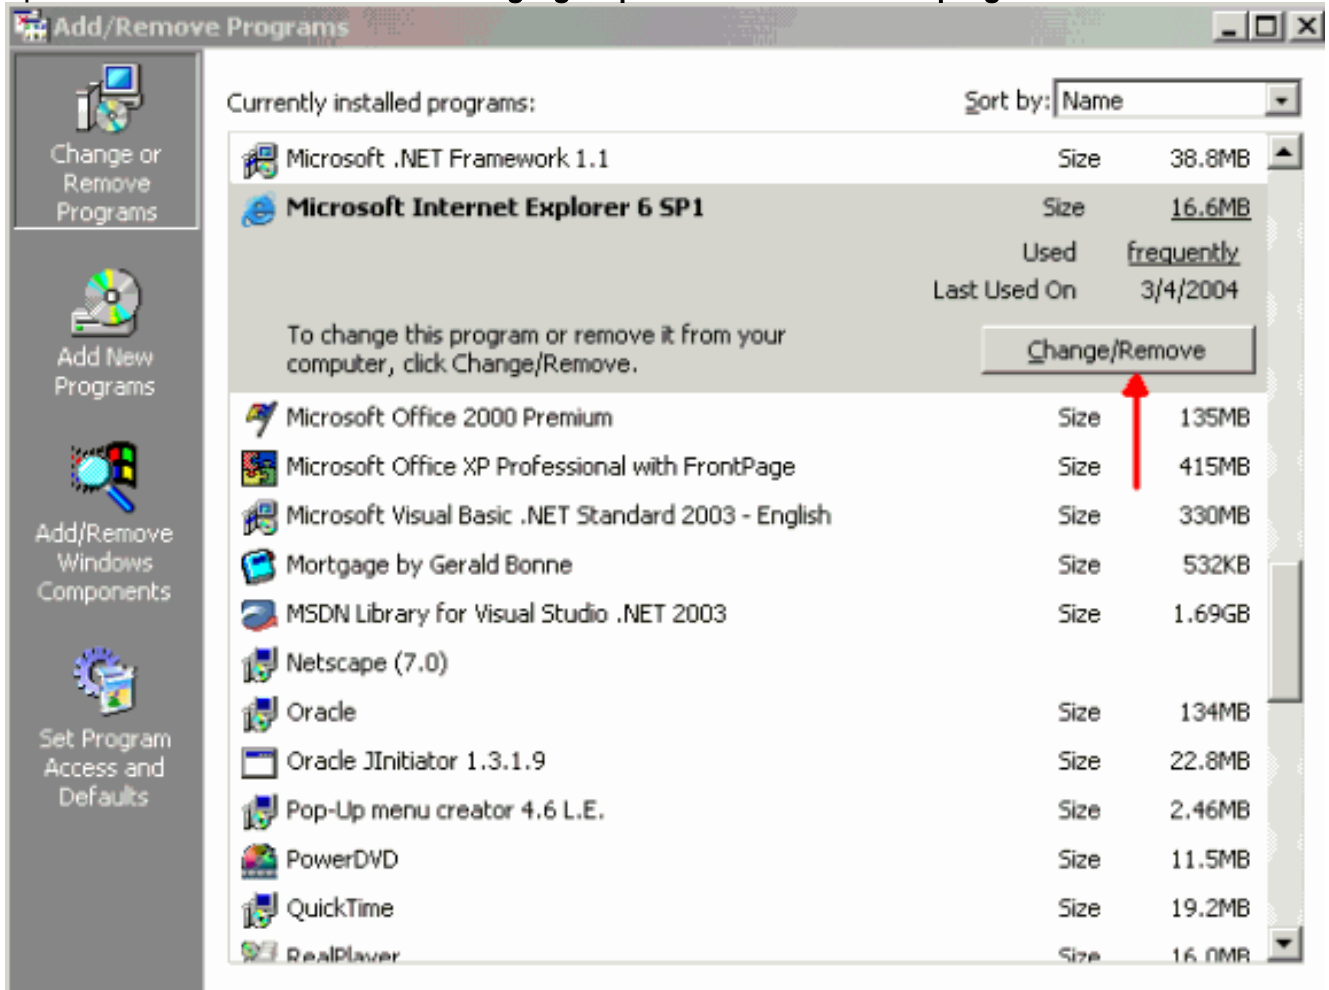 Add/Remove Programs
Change or
Remove
Programs
Add New
Programs
Add/Remove
Windows
Components
Set Program
Access and
Defaults
Currently installed programs:
Sort by: Name
Microsoft .NET Framework 1.1 Size 38.8MB
Microsoft Internet Explorer 6 SP1 Size 16.6MB
Used frequently
Last Used On 3/4/2004
To change this program or remove it from your
computer, click Change/Remove.
Change/Remove
Microsoft Office 2000 Premium Size 135MB
Microsoft Office XP Professional with FrontPage Size 415MB
Microsoft Visual Basic .NET Standard 2003 - English Size 330MB
Mortgage by Gerald Bonne Size 532KB
MSDN Library for Visual Studio .NET 2003 Size 1.69GB
Netscape (7.0)
Oracle Size 134MB
Oracle JInitiator 1.3.1.9 Size 22.8MB
Pop-Up menu creator 4.6 L.E. Size 2.46MB
PowerDVD Size 11.5MB
QuickTime Size 19.2MB
RealPlayer Size 16.0MB